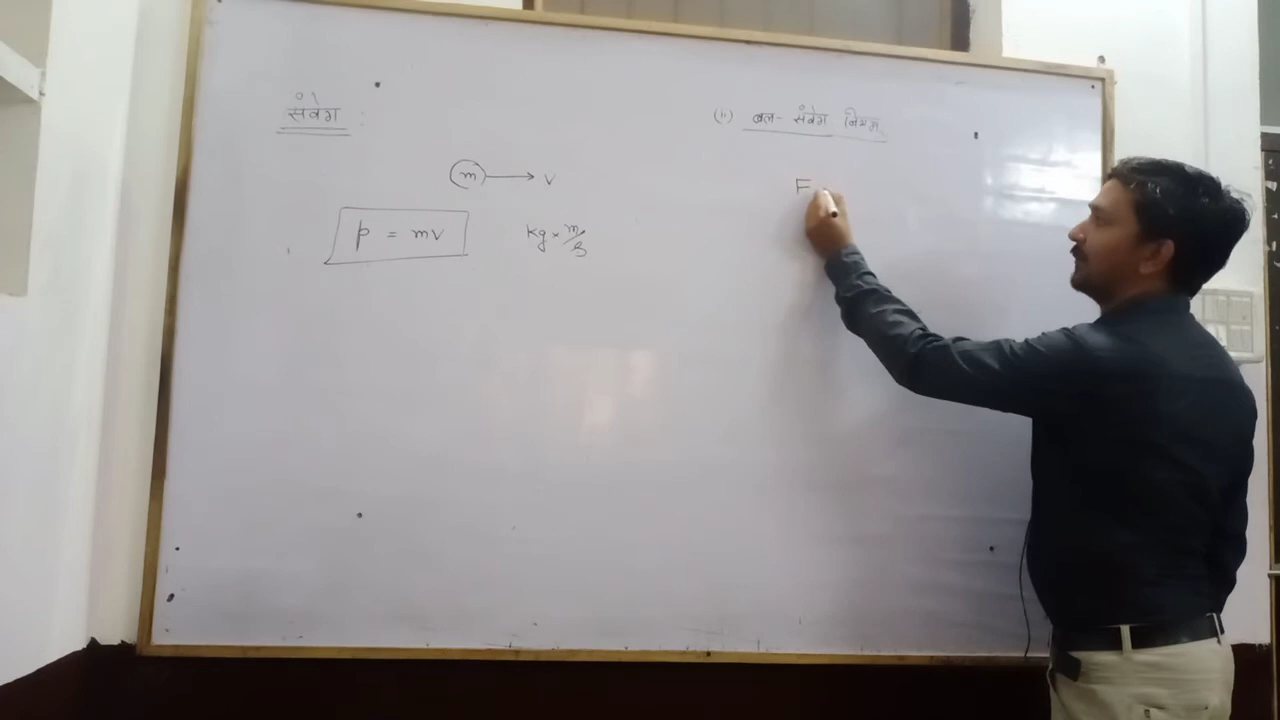 संवेग :
m → v
p = mv
kg × m/s
(ii) बल- संवेग नियम
F